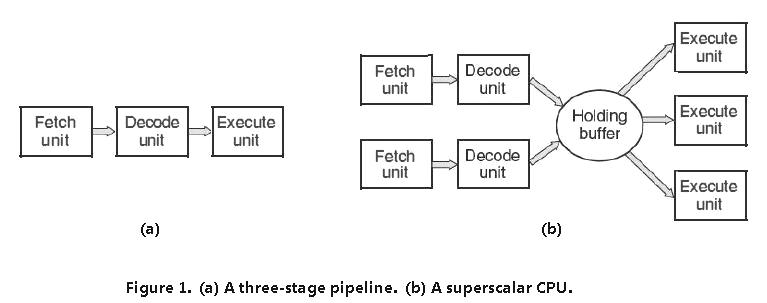 Fetch
unit
Decode
unit
Execute
unit
(a)
Fetch
unit
Decode
unit
Fetch
unit
Decode
unit
Holding
buffer
Execute
unit
Execute
unit
Execute
unit
(b)
Figure 1. (a) A three-stage pipeline. (b) A superscalar CPU.